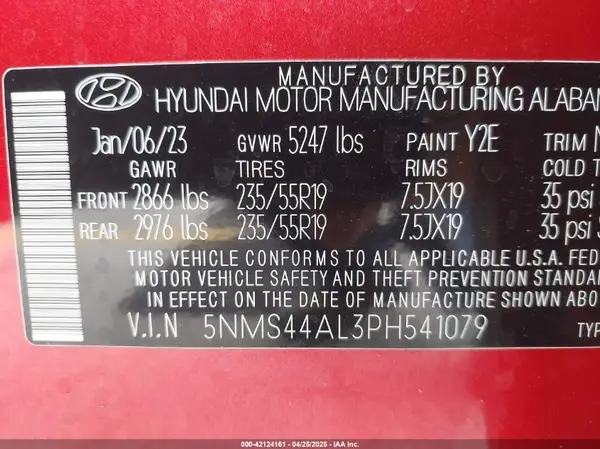 MANUFACTURED BY
HYUNDAI MOTOR MANUFACTURING ALABAM
Jan/06/23 GVWR 5247 lbs PAINT Y2E TRIM
GAWR TIRES RIMS COLD T
FRONT 2866 lbs 235/55R19 7.5JX19 35 psi
REAR 2976 lbs 235/55R19 7.5JX19 35 psi S
THIS VEHICLE CONFORMS TO ALL APPLICABLE U.S.A. FED
MOTOR VEHICLE SAFETY AND THEFT PREVENTION STANDAR
EFFECT ON THE DATE OF MANUFACTURE SHOWN ABO
V.I.N 5NMS44AL3PH541079 TYP
000-42124161 - 04/25/2025 - IAA Inc.